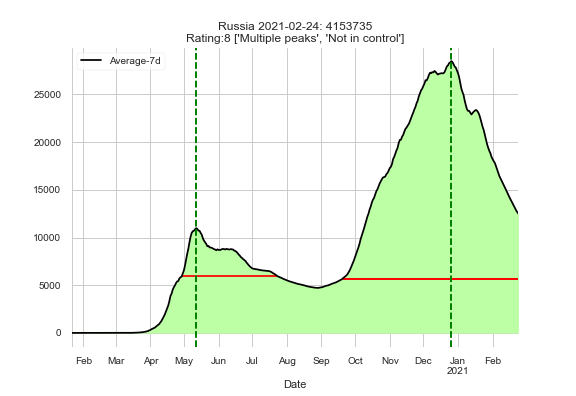 Russia 2021-02-24: 4153735
Rating:8 ['Multiple peaks', 'Not in control']
Average-7d
25000
20000
15000
10000
5000
0
Feb Mar Apr May Jun Jul Aug Sep Oct Nov Dec Jan Feb
2021
Date